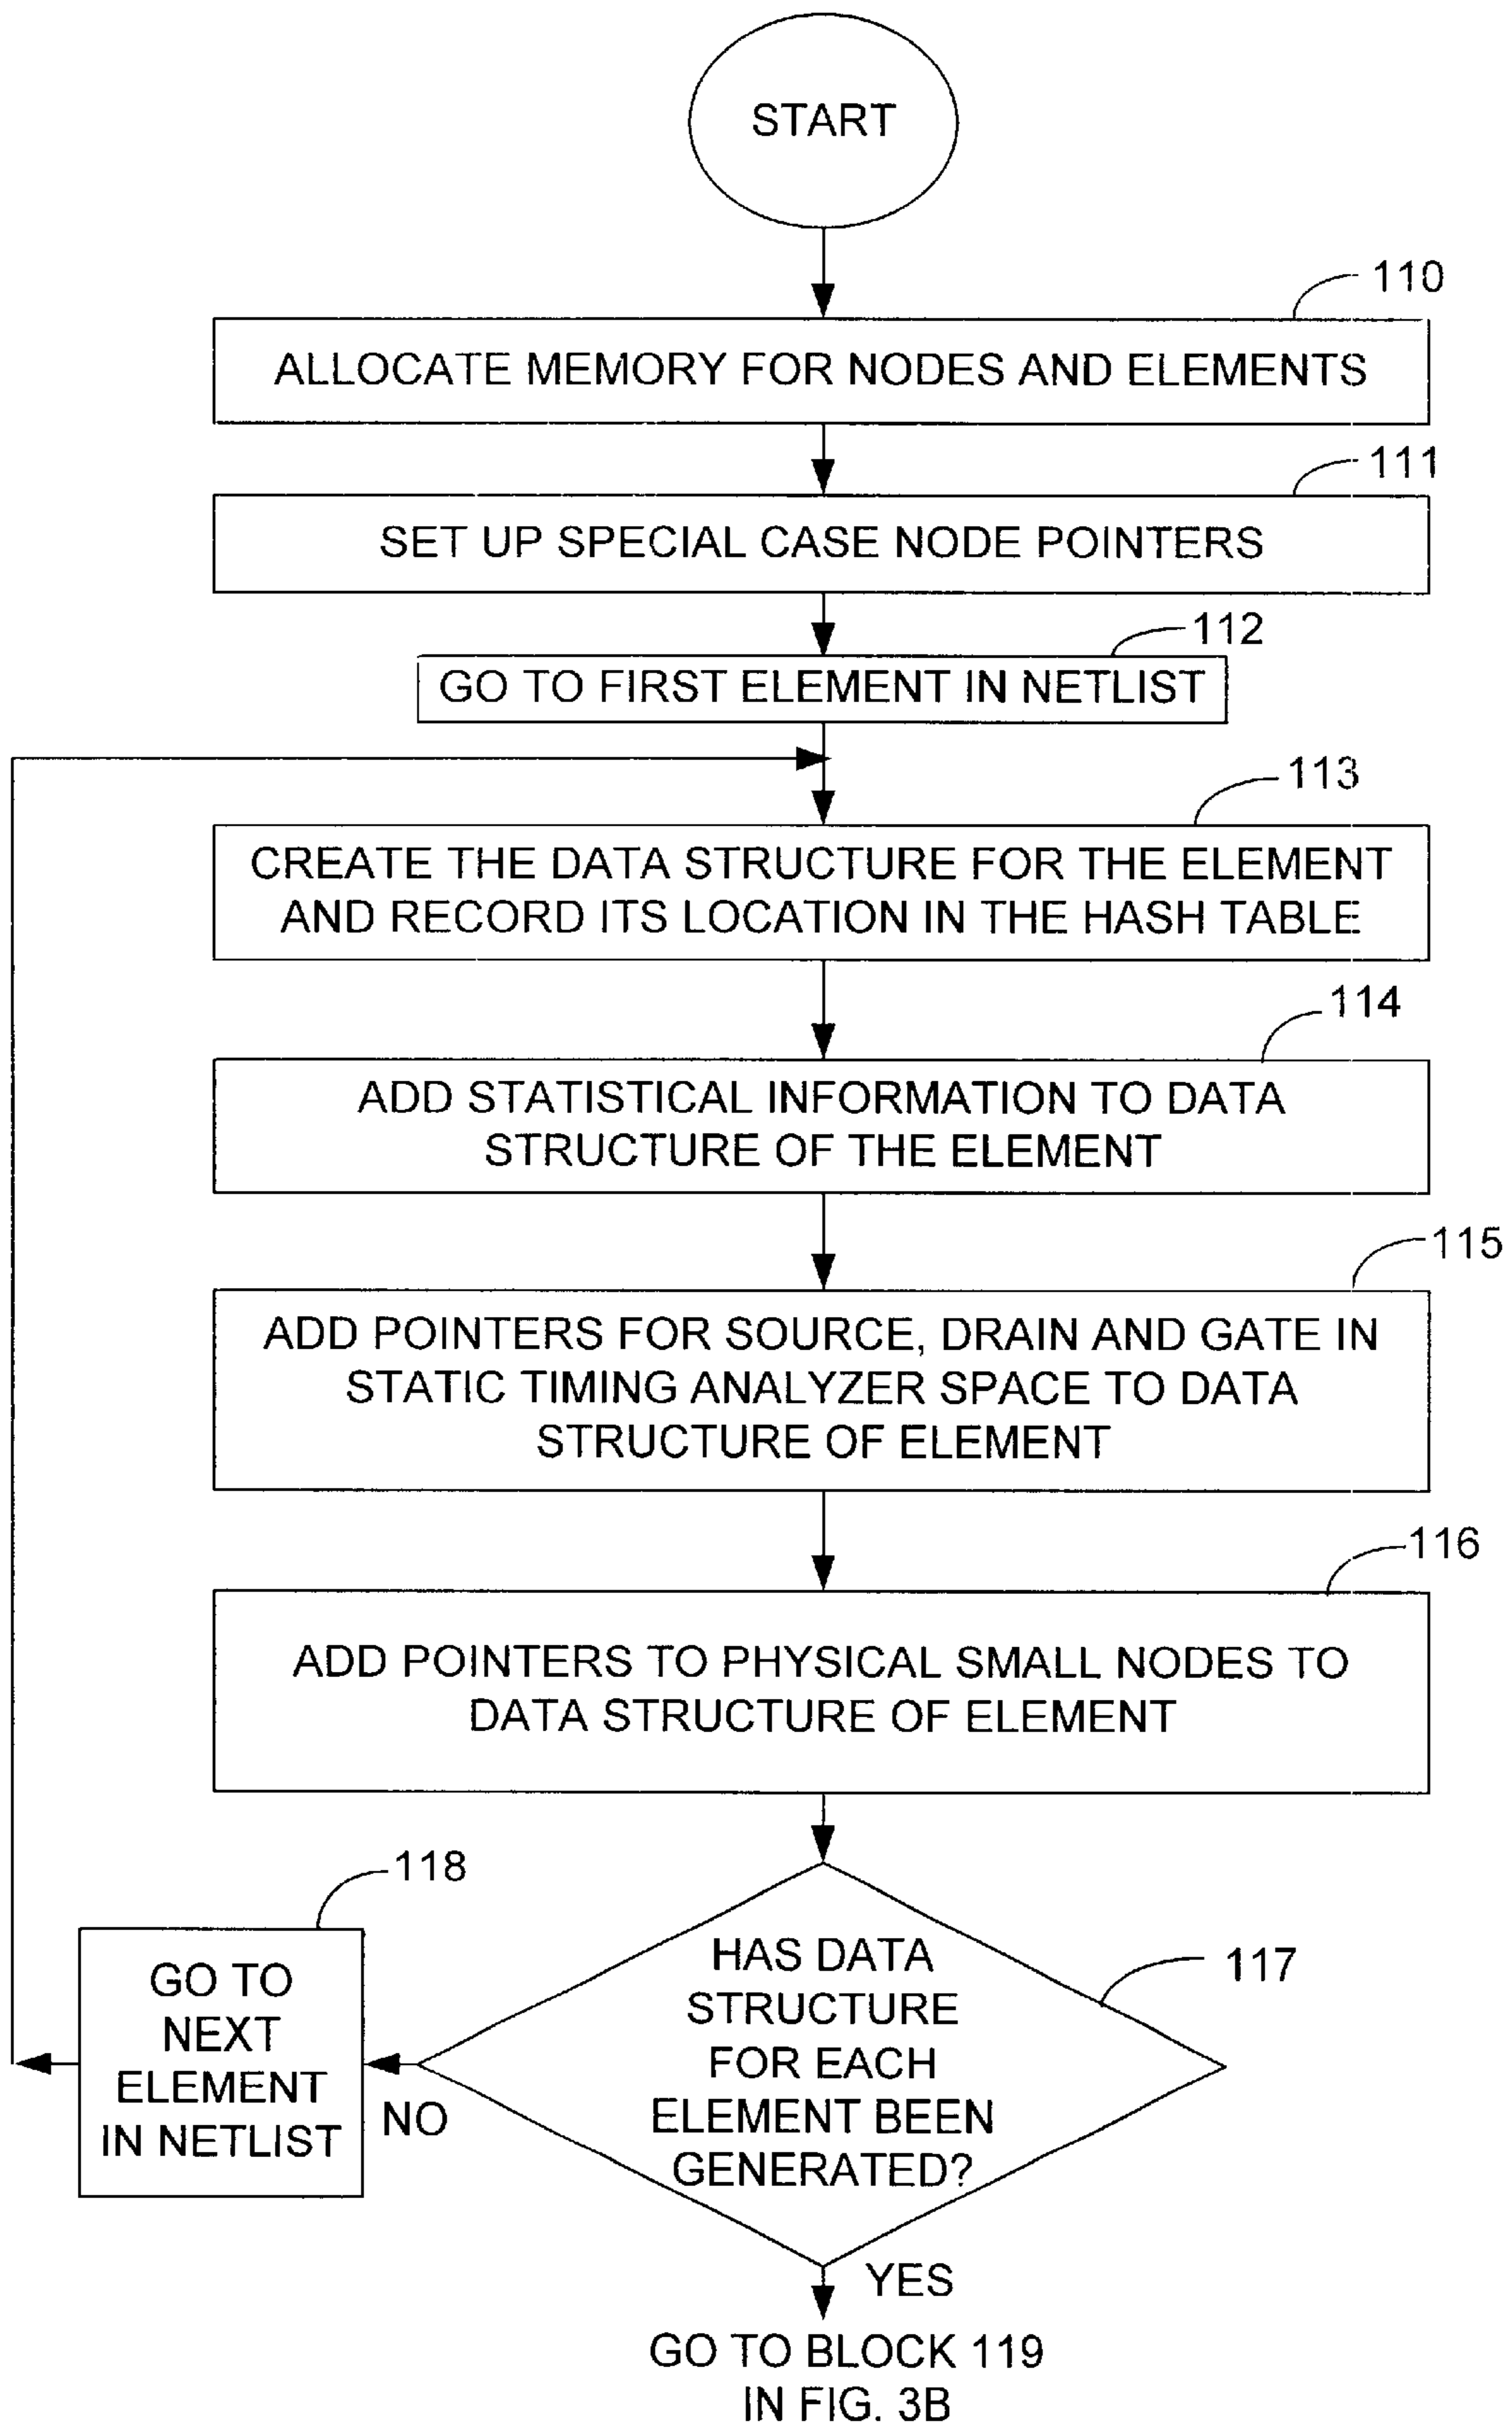 START
110
ALLOCATE MEMORY FOR NODES AND ELEMENTS
111
SET UP SPECIAL CASE NODE POINTERS
112
GO TO FIRST ELEMENT IN NETLIST
113
CREATE THE DATA STRUCTURE FOR THE ELEMENT
AND RECORD ITS LOCATION IN THE HASH TABLE
114
ADD STATISTICAL INFORMATION TO DATA
STRUCTURE OF THE ELEMENT
115
ADD POINTERS FOR SOURCE, DRAIN AND GATE IN
STATIC TIMING ANALYZER SPACE TO DATA
STRUCTURE OF ELEMENT
116
ADD POINTERS TO PHYSICAL SMALL NODES TO
DATA STRUCTURE OF ELEMENT
117
HAS DATA
STRUCTURE
FOR EACH
ELEMENT BEEN
GENERATED?
NO
118
GO TO
NEXT
ELEMENT
IN NETLIST
YES
GO TO BLOCK 119
IN FIG. 3B